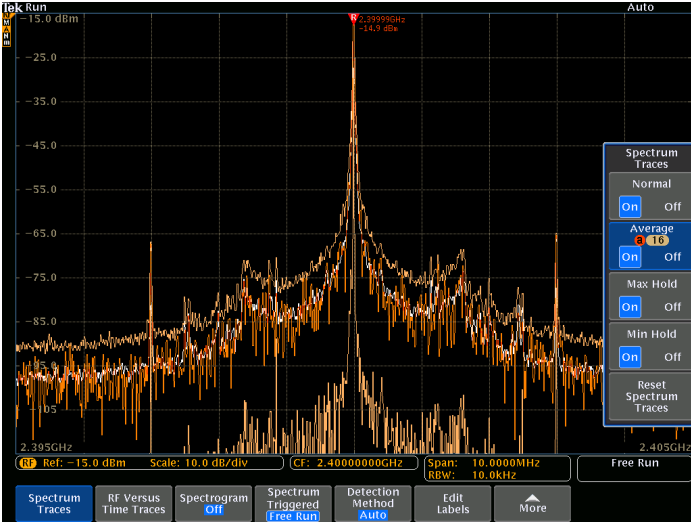 Tek Run
Auto
N
M
A
m
-15.0 dBm
R
2.39999GHz
-14.9 dBm
-25.0
-35.0
-45.0
-55.0
-65.0
-75.0
-85.0
-95.0
-105
2.395GHz
2.405GHz
Spectrum
Traces
Normal
On Off
Average
a 16
On Off
Max Hold
On Off
Min Hold
On Off
Reset
Spectrum
Traces
RF Ref: -15.0 dBm Scale: 10.0 dB/div
CF: 2.40000000GHz
Span: 10.0000MHz
RBW: 10.0kHz
Free Run
Spectrum
Traces
RF Versus
Time Traces
Spectrogram
Off
Spectrum
Triggered
Free Run
Detection
Method
Auto
Edit
Labels
More